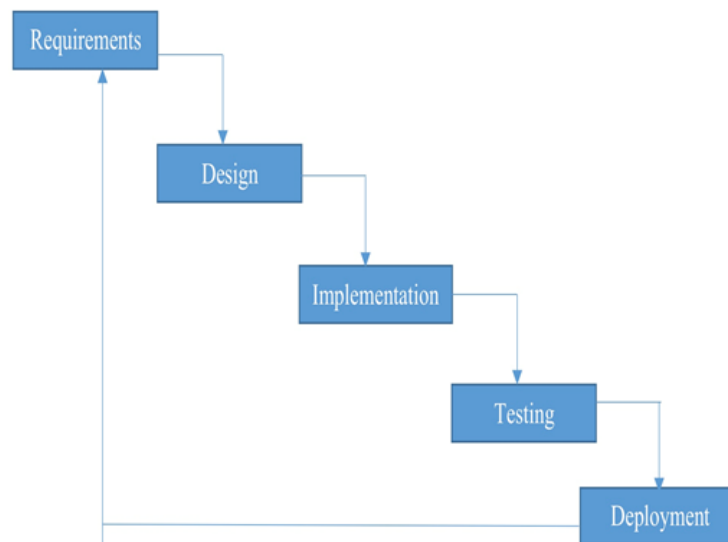 Requirements
Design
Implementation
Testing
Deployment